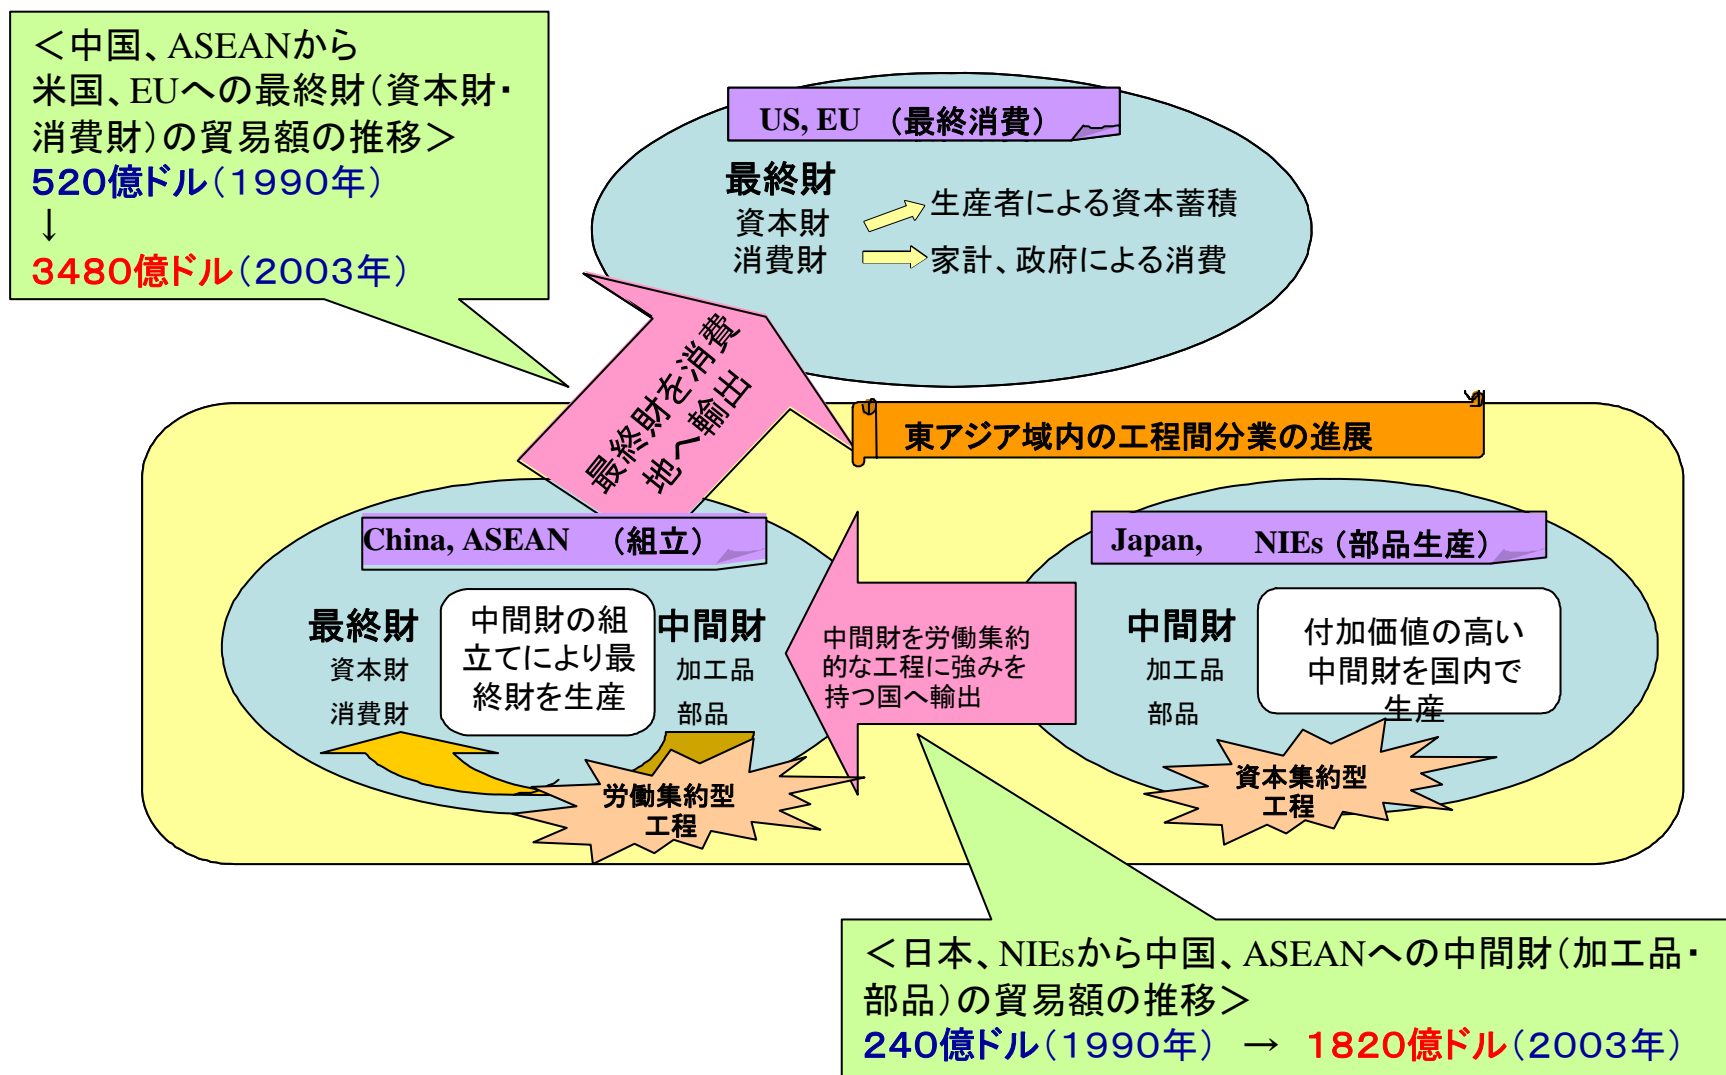 ＜中国、ASEANから
米国、EUへの最終財（資本財・
消費財）の貿易額の推移＞
520億ドル（1990年）
↓
3480億ドル（2003年）
US, EU （最終消費）
最終財
資本財
生産者による資本蓄積
消費財
家計、政府による消費
最終財を消費
地へ輸出
東アジア域内の工程間分業の進展
China, ASEAN （組立）
最終財
資本財
消費財
中間財の組
立てにより最
終財を生産
中間財
加工品
部品
労働集約型
工程
中間財を労働集約
的な工程に強みを
持つ国へ輸出
Japan, NIEs（部品生産）
中間財
加工品
部品
付加価値の高い
中間財を国内で
生産
資本集約型
工程
＜日本、NIEsから中国、ASEANへの中間財（加工品・
部品）の貿易額の推移＞
240億ドル（1990年） → 1820億ドル（2003年）